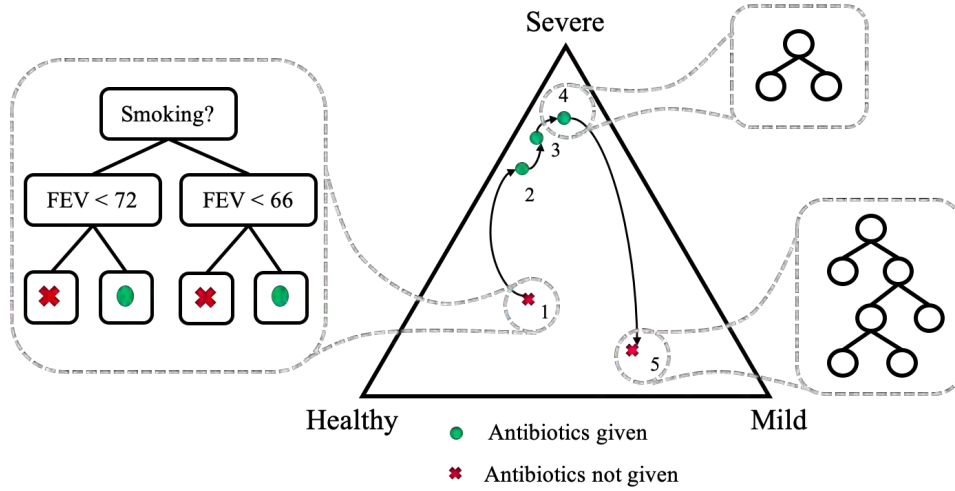 Severe
Smoking?
FEV < 72
FEV < 66
4
3
2
1
5
Healthy
Mild
Antibiotics given
Antibiotics not given